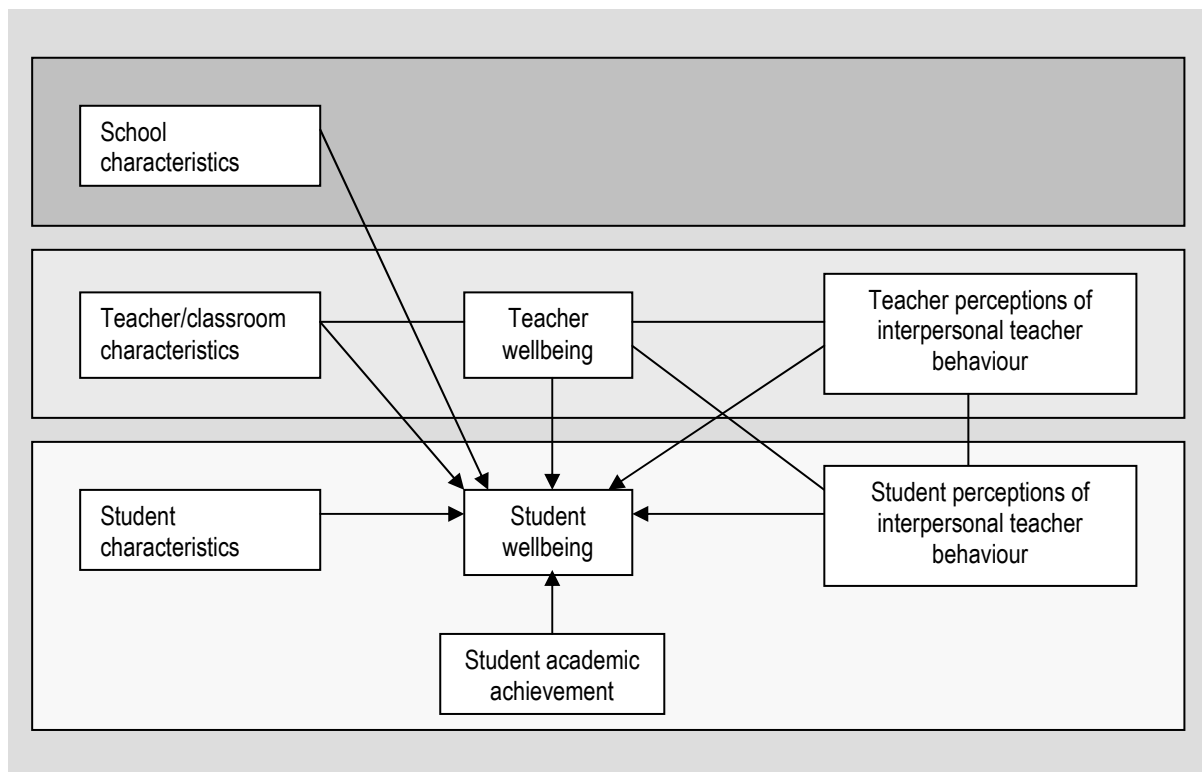 School
characteristics
Teacher/classroom
characteristics
Teacher
wellbeing
Teacher perceptions of
interpersonal teacher
behaviour
Student
characteristics
Student
wellbeing
Student perceptions of
interpersonal teacher
behaviour
Student academic
achievement